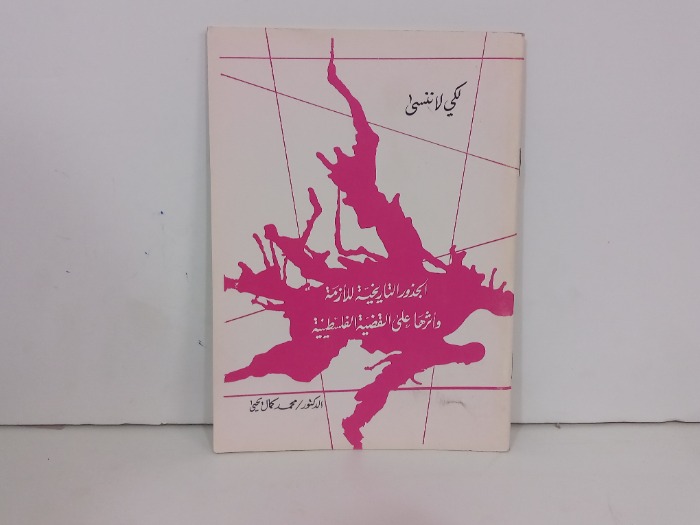 لكي لا ننسى
الجذور التاريخية للأزمة
وأثرها على القضية الفلسطينية
الدكتور/محمد كمال يحيى